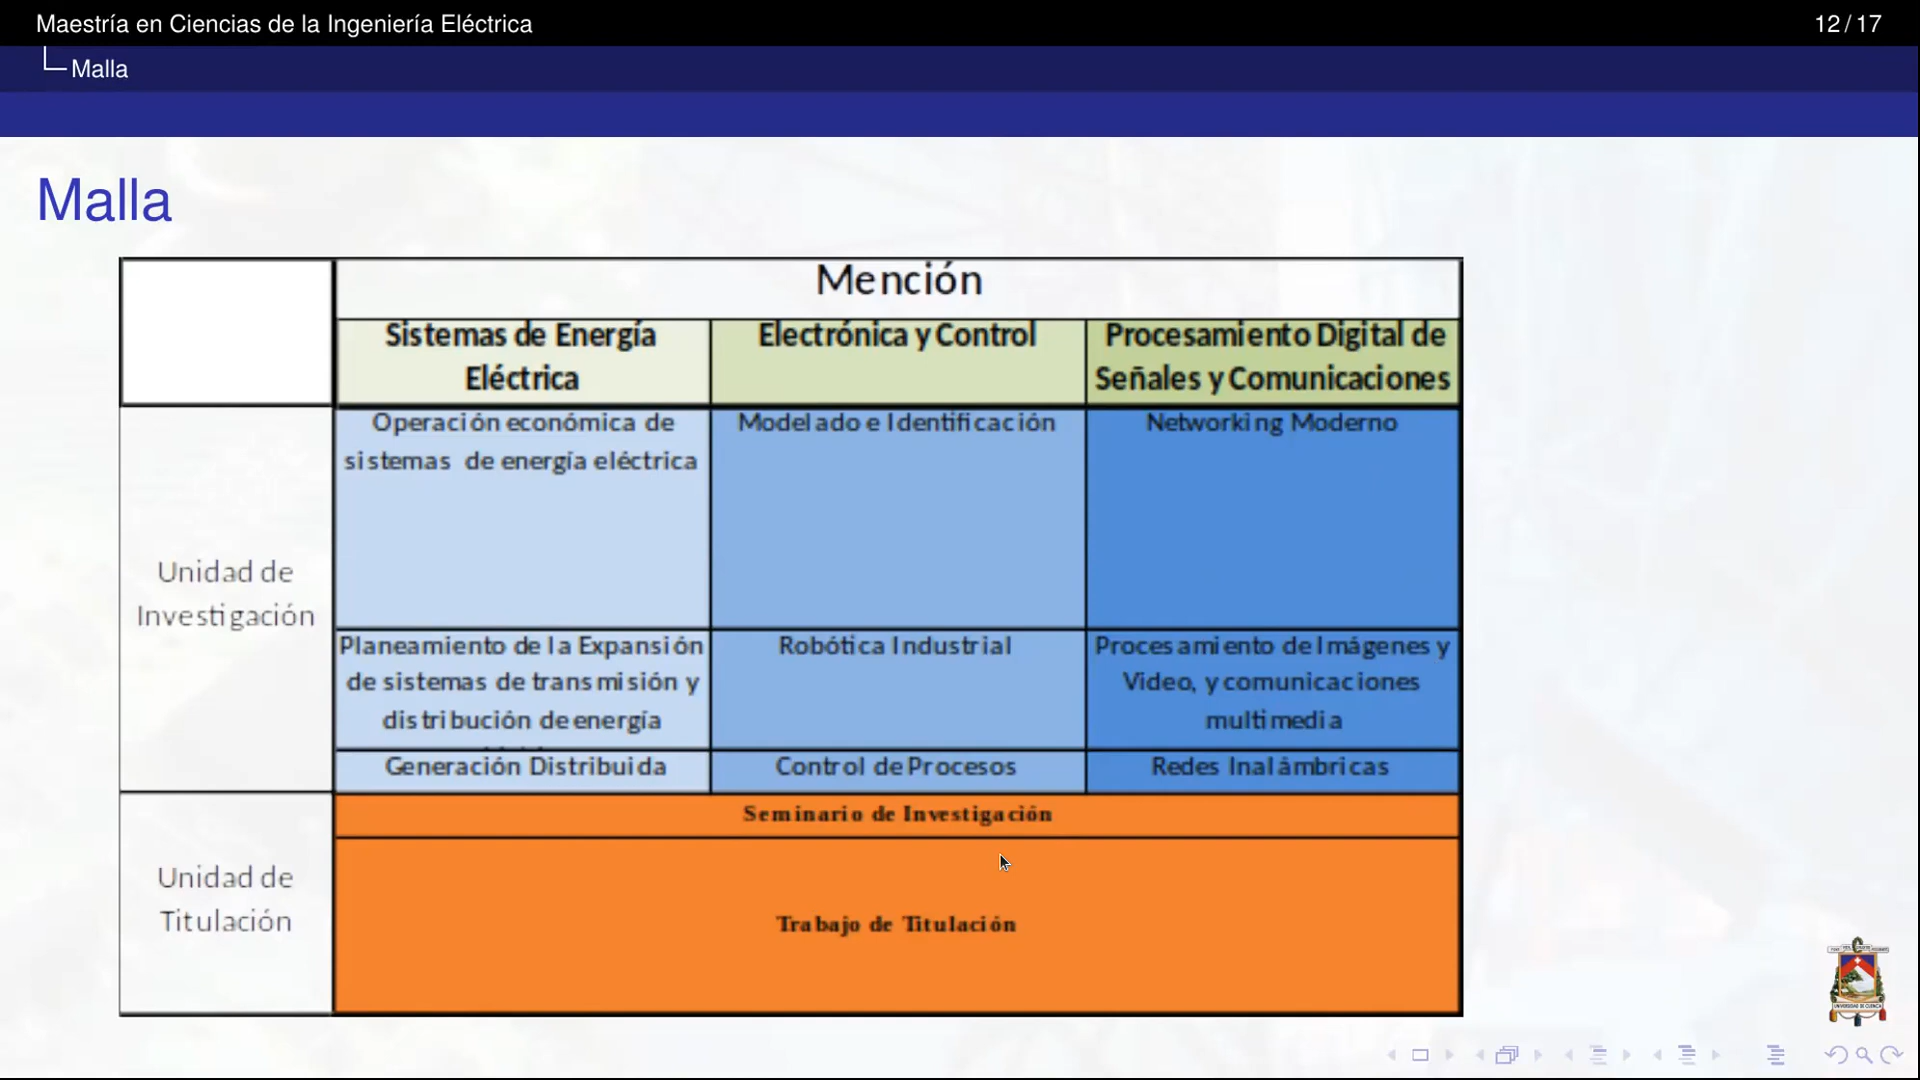 Maestría en Ciencias de la Ingeniería Eléctrica
12 / 17
Malla
Malla
Mención
Sistemas de Energía
Eléctrica
Electrónica y Control
Procesamiento Digital de
Señales y Comunicaciones
Unidad de
Investigación
Operación económica de
sistemas de energía eléctrica
Modelado e Identificación
Networking Moderno
Planeamiento de la Expansión
de sistemas de transmisión y
distribución de energía
Robótica Industrial
Procesamiento de Imágenes y
Video, y comunicaciones
multimedia
Generación Distribuida
Control de Procesos
Redes Inalámbricas
Unidad de
Titulación
Seminario de Investigación
Trabajo de Titulación
UNIVERSIDAD DE CUENCA